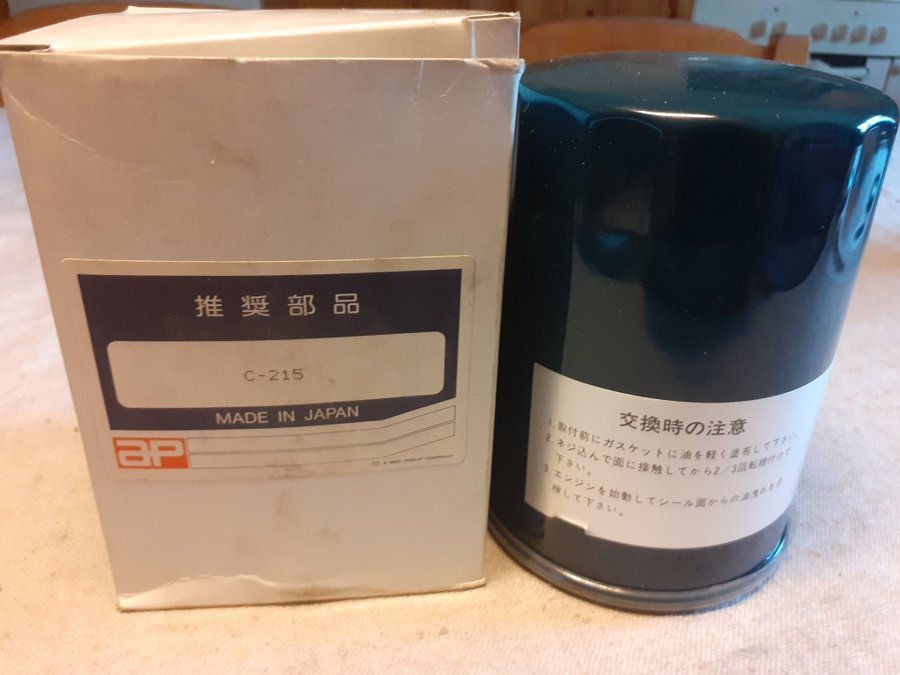 推奨部品
C-215
MADE IN JAPAN
ap
交換時の注意
1.取付前にガスケットに油を軽く塗布して下さい。
2.ネジ込んで面に接触してから2/3回転締付けて
下さい。
3.エンジンを始動してシール面からの油洩れを点
検して下さい。